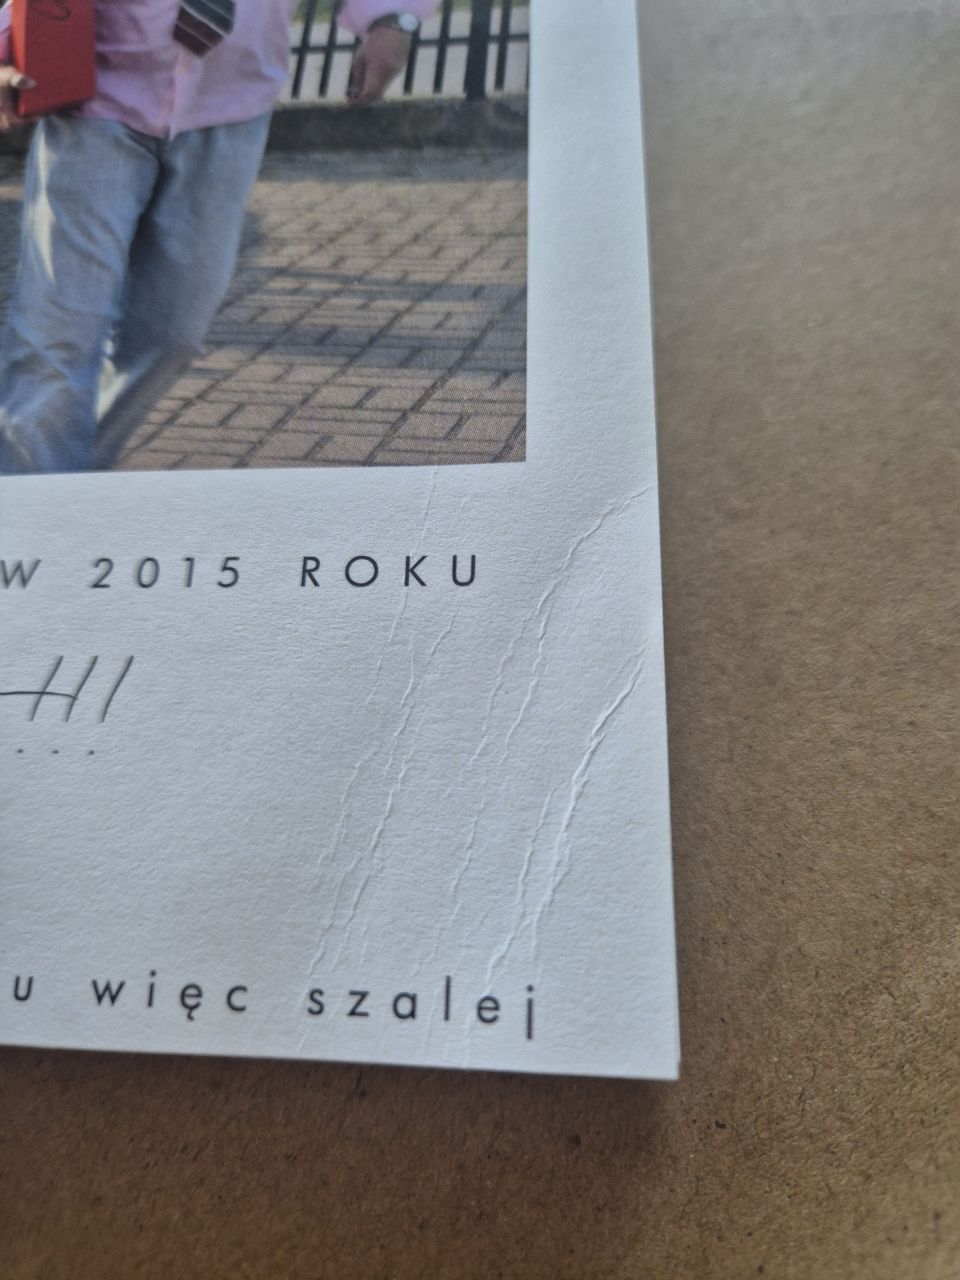 W 2015 ROKU
...
u więc szalej